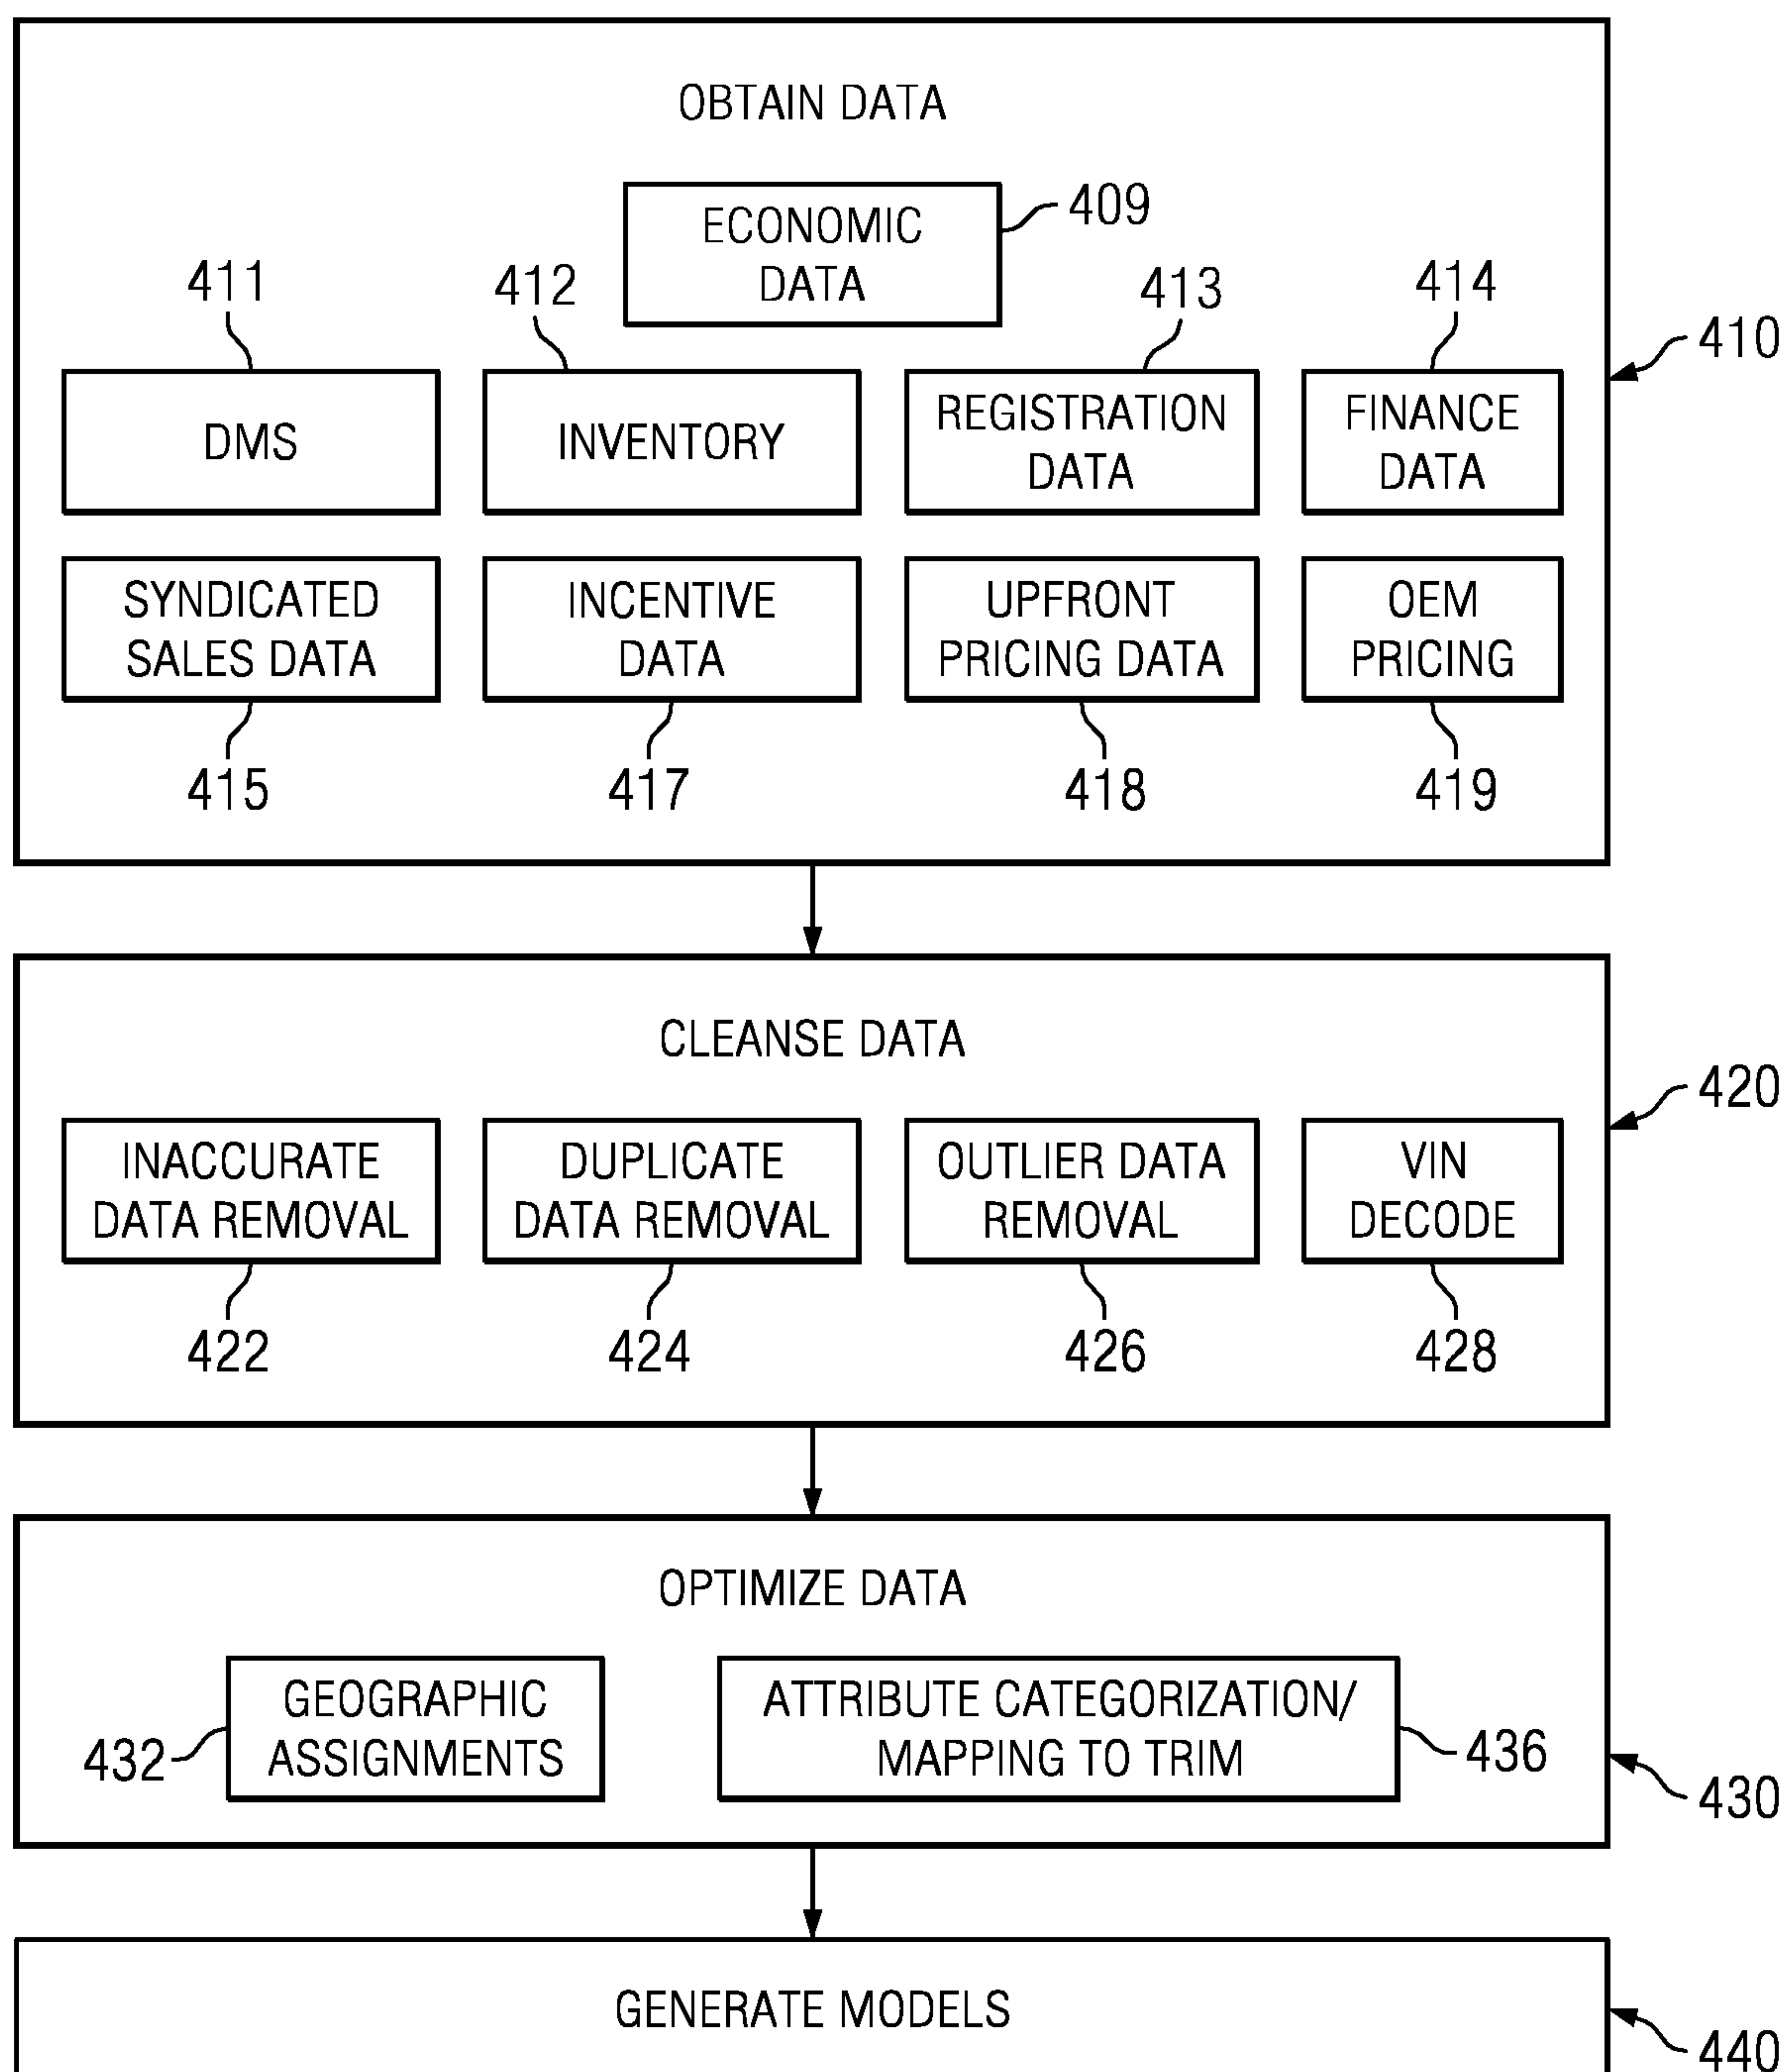 OBTAIN DATA
ECONOMIC
DATA
409
411
412
413
414
410
DMS
INVENTORY
REGISTRATION
DATA
FINANCE
DATA
SYNDICATED
SALES DATA
INCENTIVE
DATA
UPFRONT
PRICING DATA
OEM
PRICING
415
417
418
419
CLEANSE DATA
420
INACCURATE
DATA REMOVAL
DUPLICATE
DATA REMOVAL
OUTLIER DATA
REMOVAL
VIN
DECODE
422
424
426
428
OPTIMIZE DATA
432
GEOGRAPHIC
ASSIGNMENTS
ATTRIBUTE CATEGORIZATION/
MAPPING TO TRIM
436
430
GENERATE MODELS
440